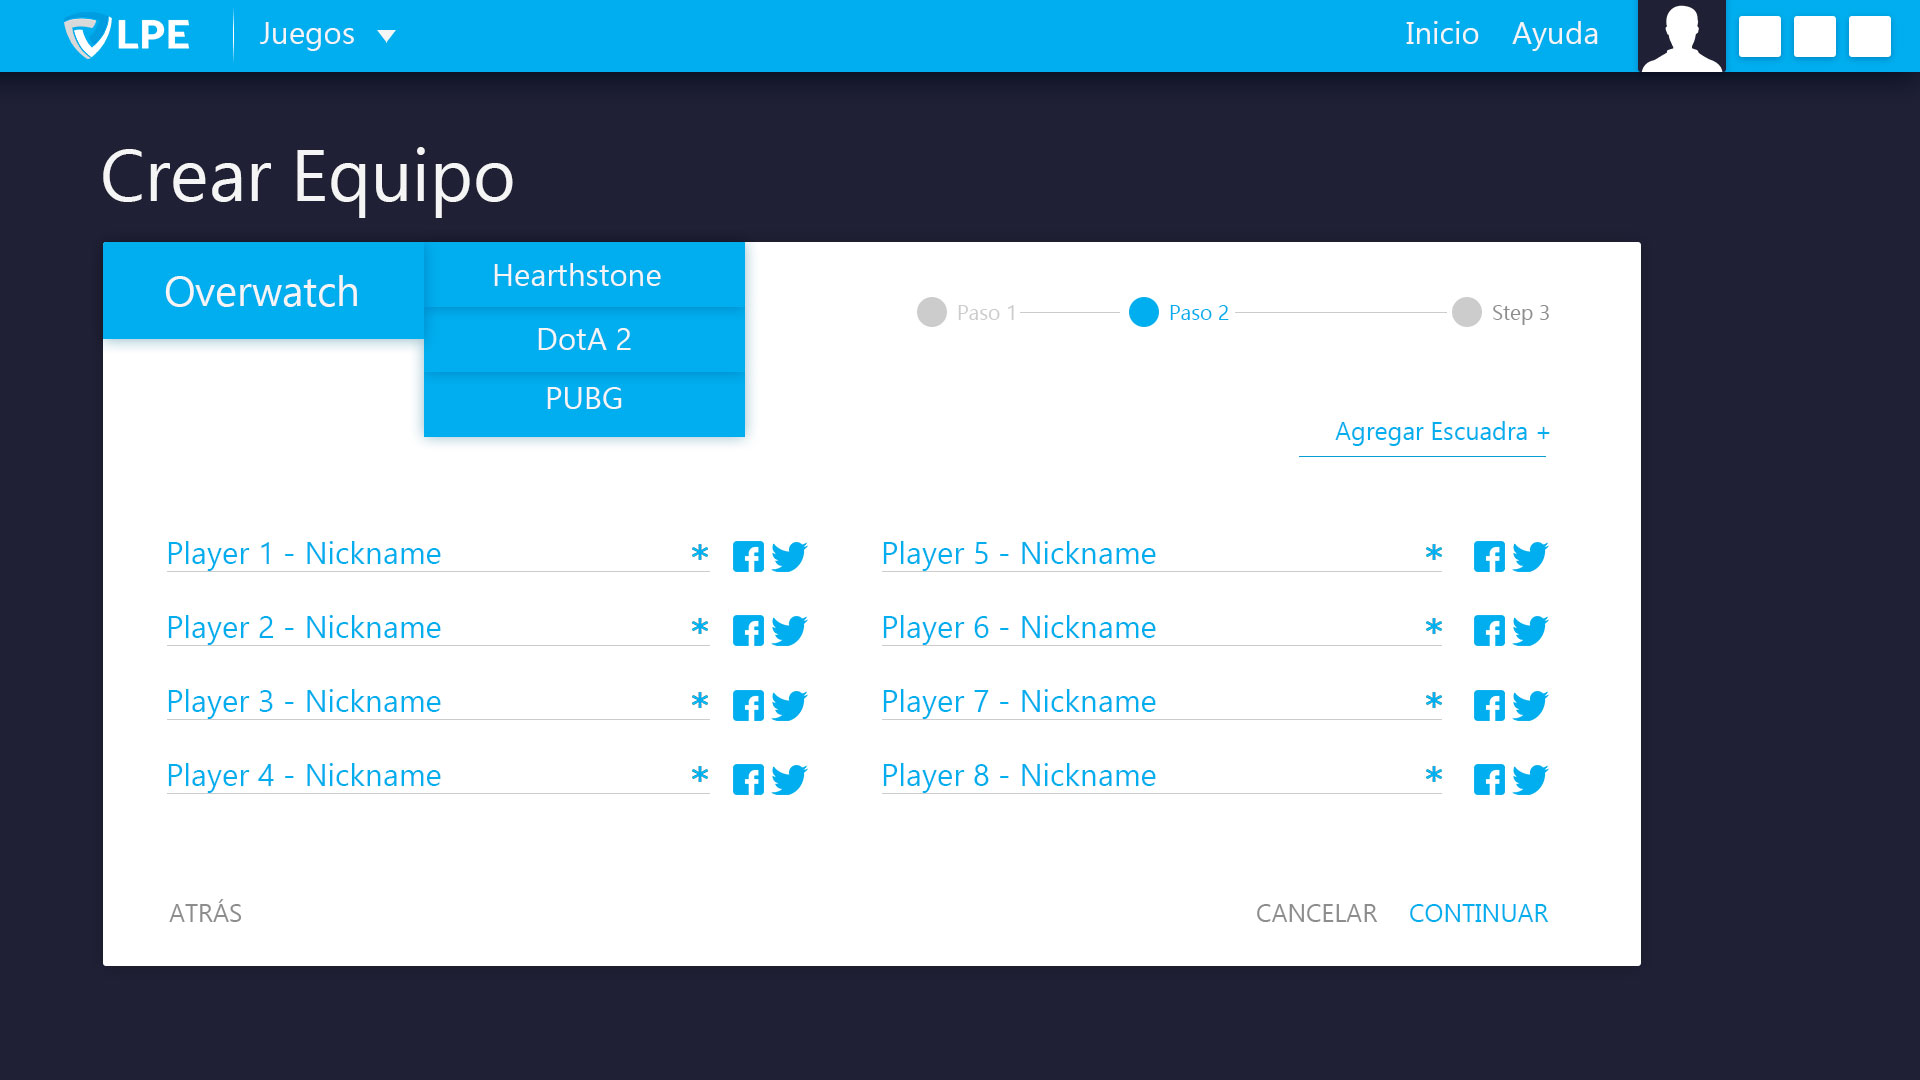 LPE
Juegos
Inicio
Ayuda
Crear Equipo
Overwatch
Hearthstone
DotA 2
PUBG
Paso 1
Paso 2
Step 3
Agregar Escuadra +
Player 1 - Nickname *
Player 5 - Nickname *
Player 2 - Nickname *
Player 6 - Nickname *
Player 3 - Nickname *
Player 7 - Nickname *
Player 4 - Nickname *
Player 8 - Nickname *
ATRÁS
CANCELAR
CONTINUAR